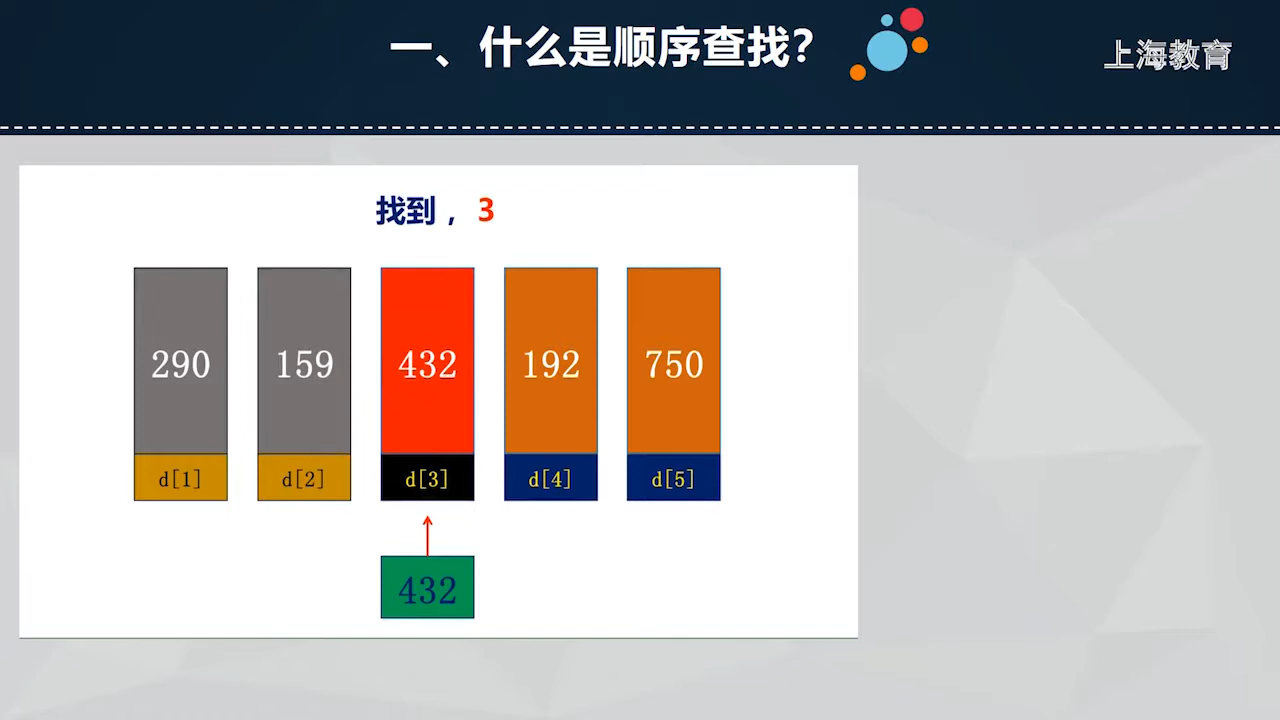 一、什么是顺序查找？
上海教育
找到，3
290 159 432 192 750
d[1] d[2] d[3] d[4] d[5]
432